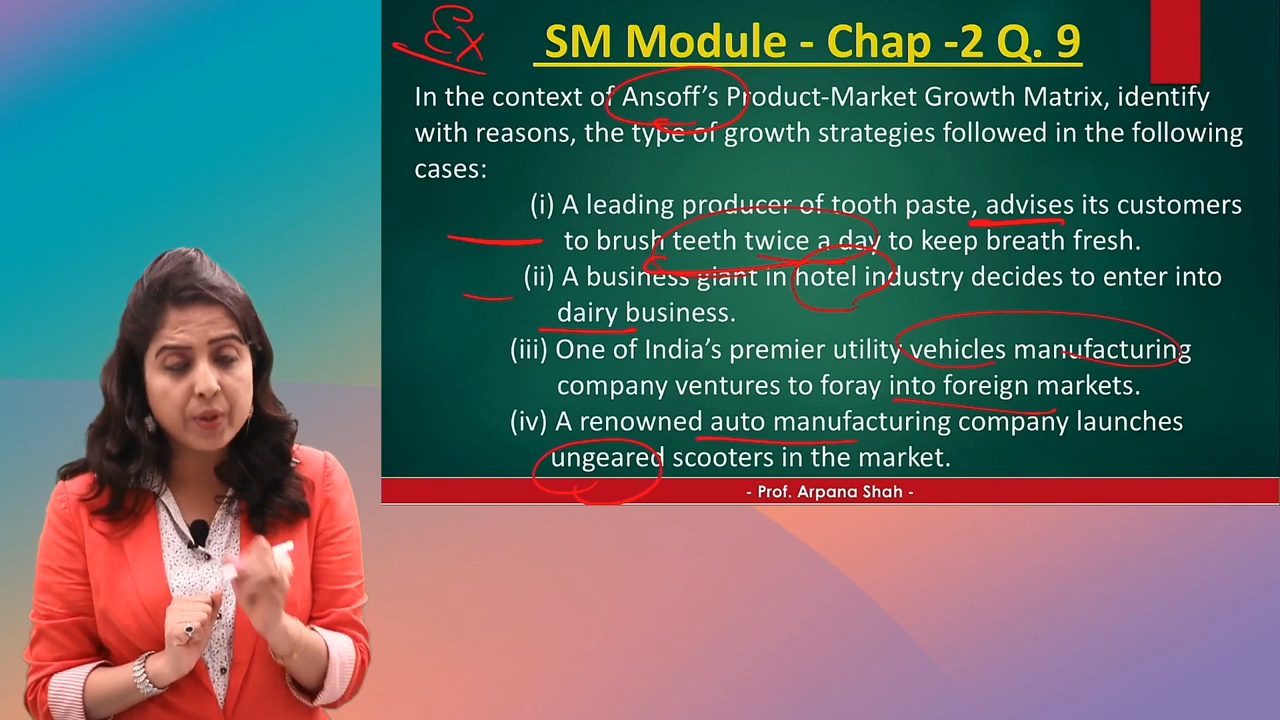 Ex
SM Module - Chap -2 Q. 9
In the context of Ansoff’s Product-Market Growth Matrix, identify
with reasons, the type of growth strategies followed in the following
cases:
(i) A leading producer of tooth paste, advises its customers
to brush teeth twice a day to keep breath fresh.
(ii) A business giant in hotel industry decides to enter into
dairy business.
(iii) One of India’s premier utility vehicles manufacturing
company ventures to foray into foreign markets.
(iv) A renowned auto manufacturing company launches
ungeared scooters in the market.
- Prof. Arpana Shah -